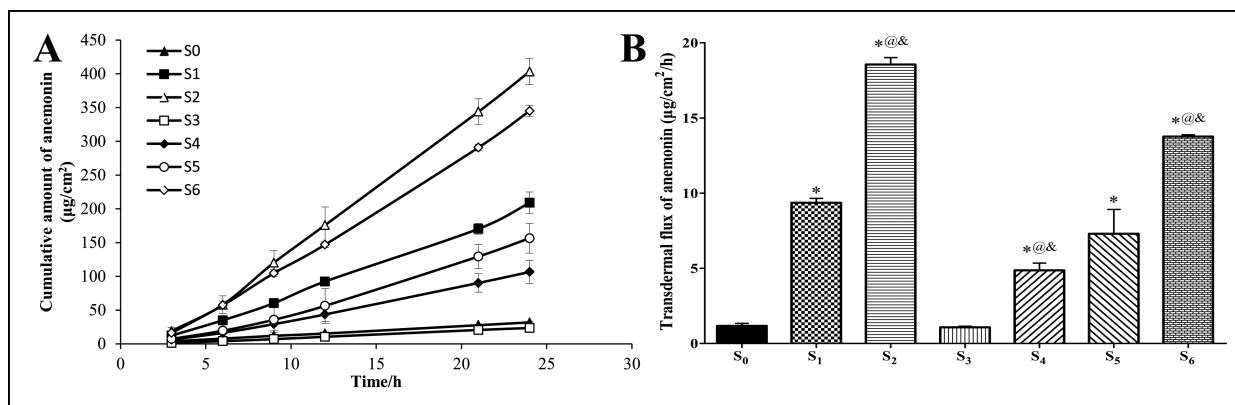 A
Cumulative amount of anemonin
(μg/cm²)
450
400
350
300
250
200
150
100
50
0
S0
S1
S2
S3
S4
S5
S6
0 5 10 15 20 25 30
Time/h
B
Transdermal flux of anemonin (μg/cm²/h)
20
15
10
5
0
*
*@&
*@&
*
*@&
S₀ S₁ S₂ S₃ S₄ S₅ S₆